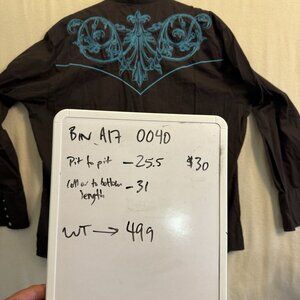 BIN A17 0040
Pit to pit - 25.5 $30
collar to bottom - 31
length
WT → 499